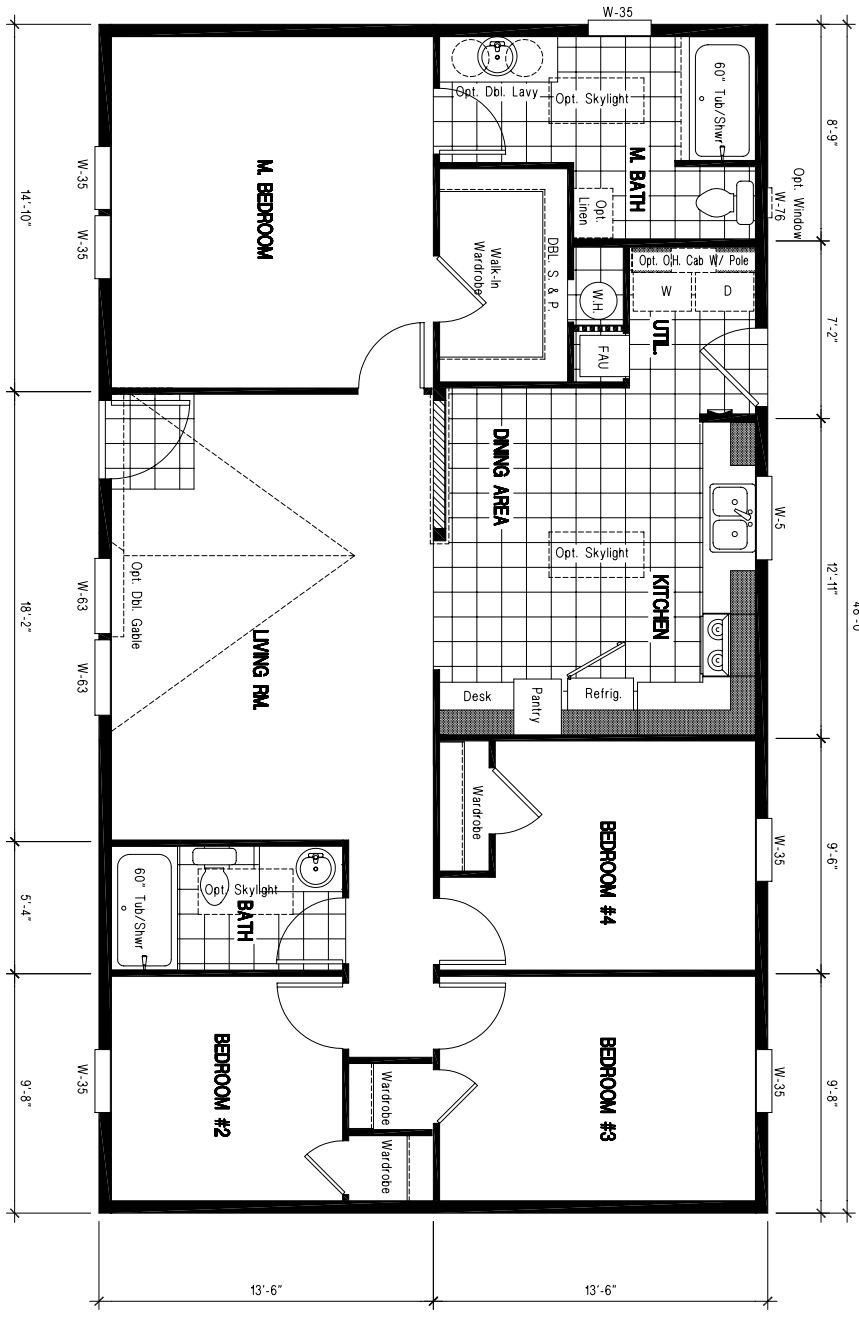 W-35
8'-9"
60" Tub/Shwr
Opt. Dbl. Lavy
Opt. Skylight
M. BATH
Opt. Window
W-76
Opt.
Linen
W-35
W-35
14'-10"
M. BEDROOM
Walk-In
Wardrobe
DBL. S. & P.
Opt. O.H. Cab W/ Pole
W
D
W.H.
UTIL.
FAU
7'-2"
DINING AREA
W-5
Opt. Skylight
KITCHEN
12'-11"
Opt. Dbl. Gable
W-63
W-63
18'-2"
LIVING RM.
Desk
Pantry
Refrig.
Wardrobe
BEDROOM #4
W-35
9'-6"
60" Tub/Shwr
Opt. Skylight
BATH
5'-4"
BEDROOM #2
W-35
9'-8"
Wardrobe
Wardrobe
BEDROOM #3
W-35
9'-8"
13'-6"
13'-6"